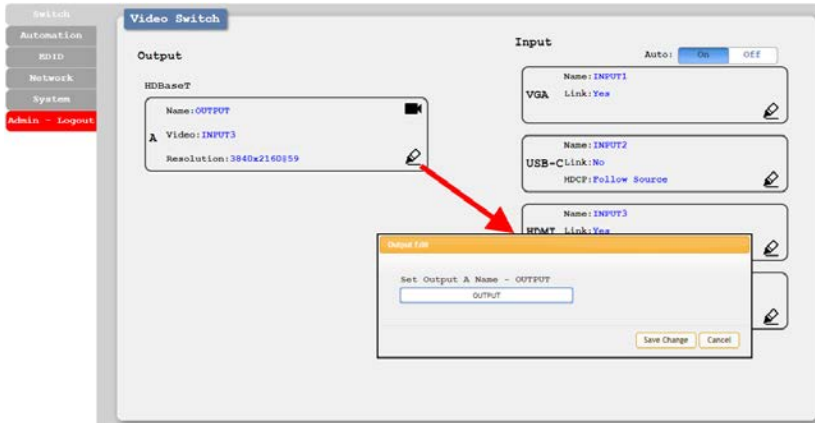 Switch
Automation
EDID
Network
System
Admin - Logout
Video Switch
Output
HDBaseT
A
Name:OUTPUT
Video:INPUT3
Resolution:3840x2160@59
Input
Auto: On Off
VGA
Name:INPUT1
Link:Yes
USB-C
Name:INPUT2
Link:No
HDCP:Follow Source
HDMI
Name:INPUT3
Link:Yes
Output Edit
Set Output A Name - OUTPUT
OUTPUT
Save Change
Cancel